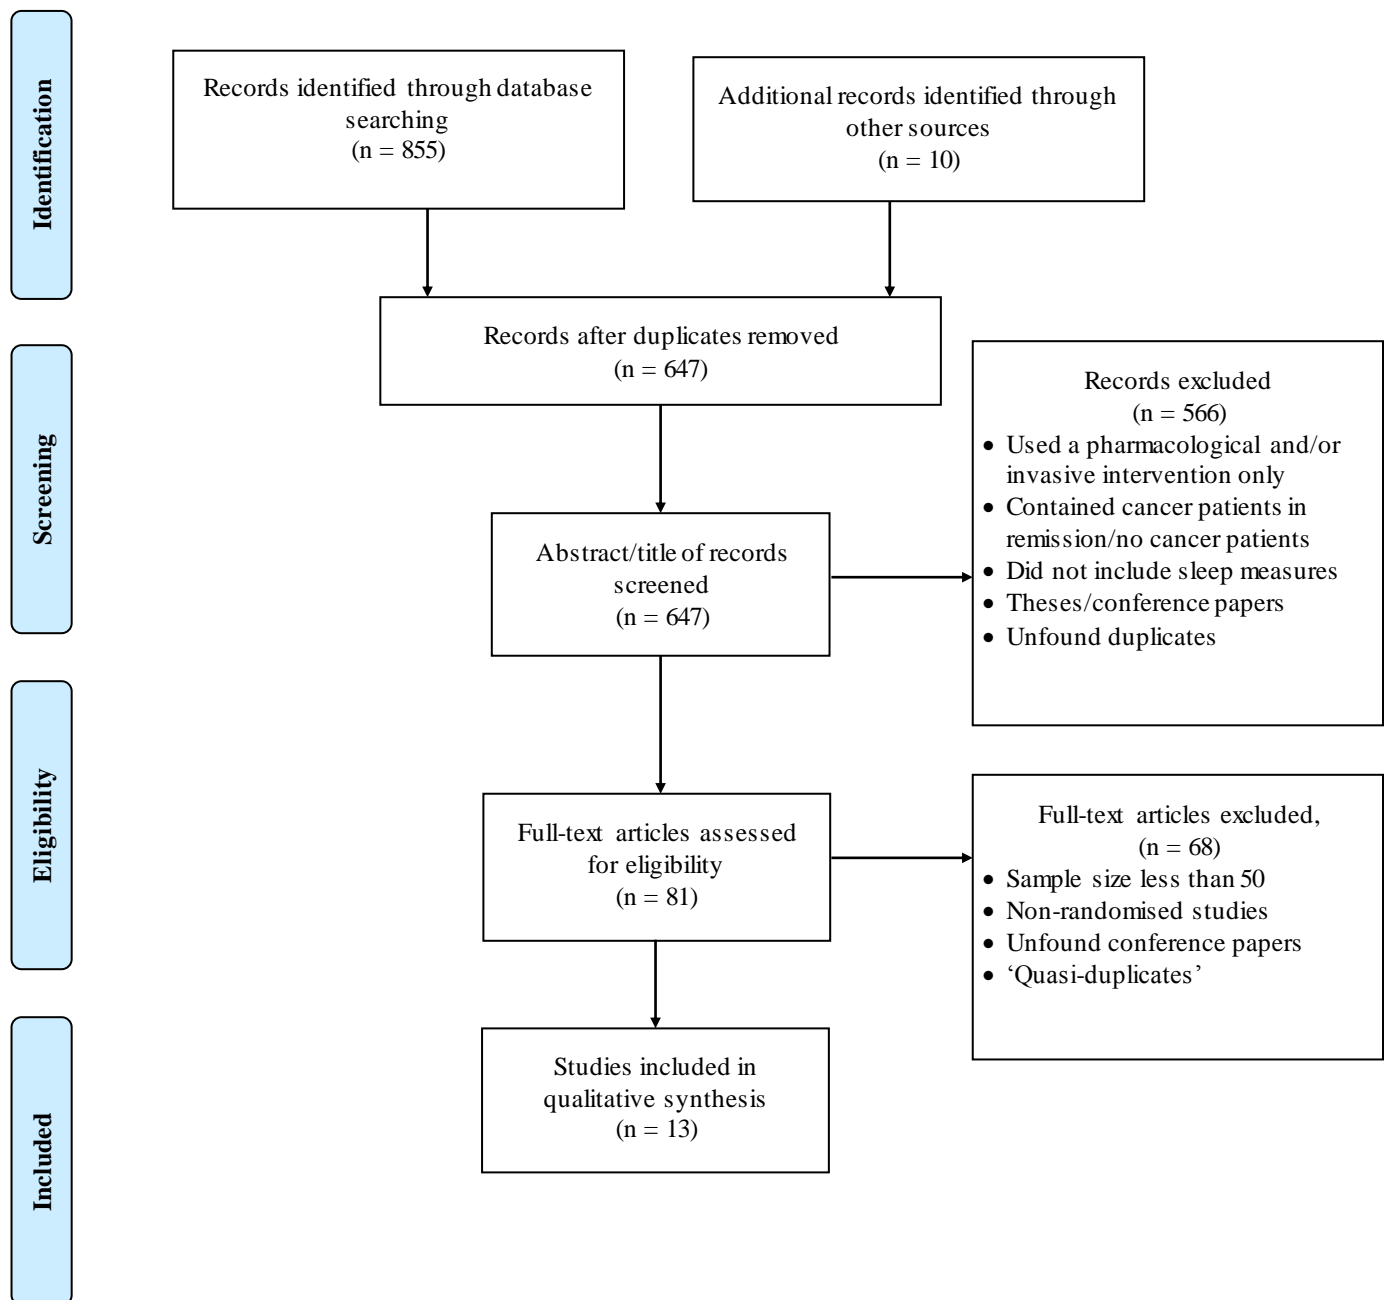 Identification
Records identified through database
searching
(n = 855)
Additional records identified through
other sources
(n = 10)
Records after duplicates removed
(n = 647)
Screening
Abstract/title of records
screened
(n = 647)
Records excluded
(n = 566)
• Used a pharmacological and/or
invasive intervention only
• Contained cancer patients in
remission/no cancer patients
• Did not include sleep measures
• Theses/conference papers
• Unfound duplicates
Eligibility
Full-text articles assessed
for eligibility
(n = 81)
Full-text articles excluded,
(n = 68)
• Sample size less than 50
• Non-randomised studies
• Unfound conference papers
• ‘Quasi-duplicates’
Included
Studies included in
qualitative synthesis
(n = 13)